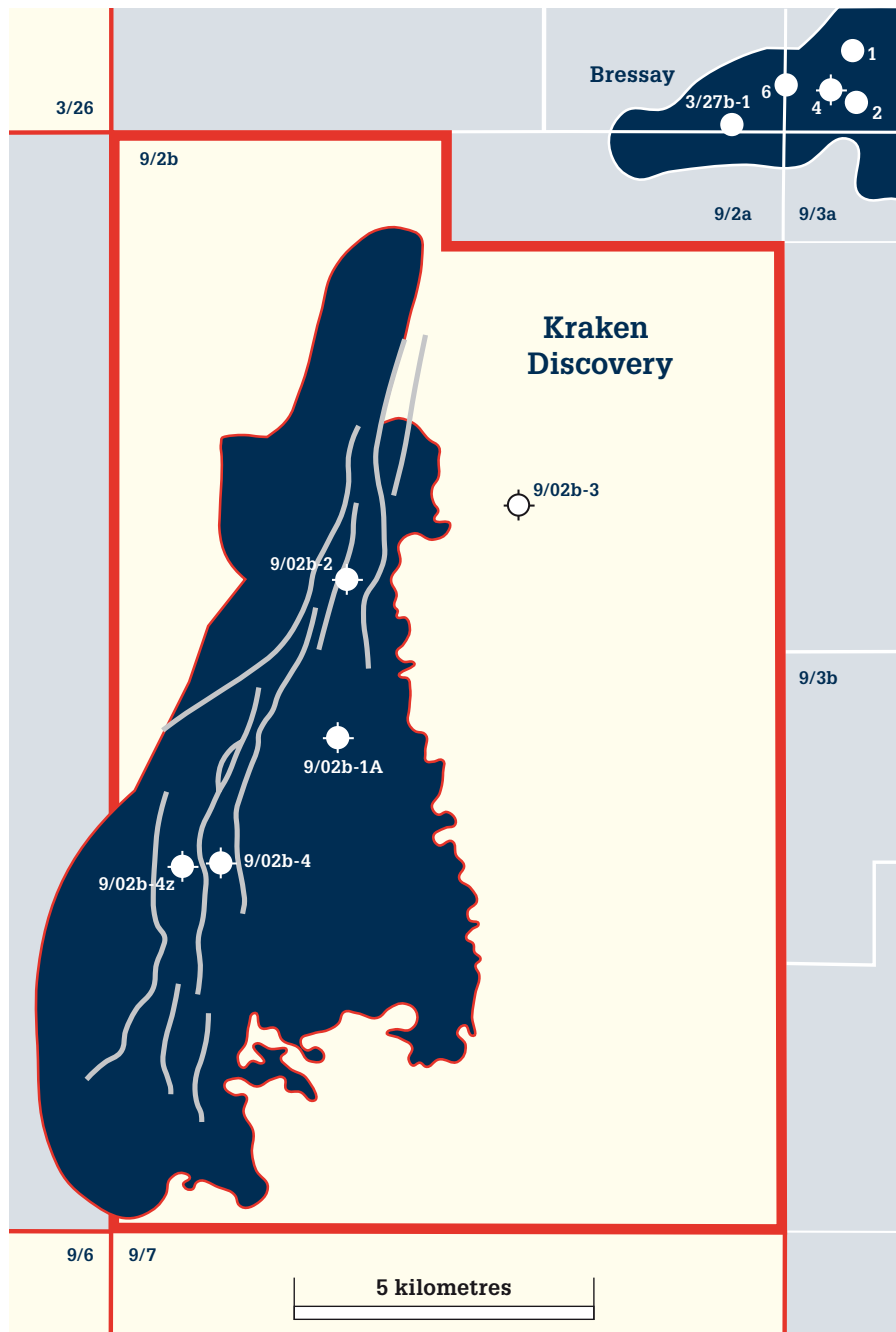 Bressay
1
6
3/27b-1
4
2
3/26
9/2b
9/2a
9/3a
Kraken
Discovery
9/02b-3
9/02b-2
9/3b
9/02b-1A
9/02b-4
9/02b-4z
9/6
9/7
5 kilometres